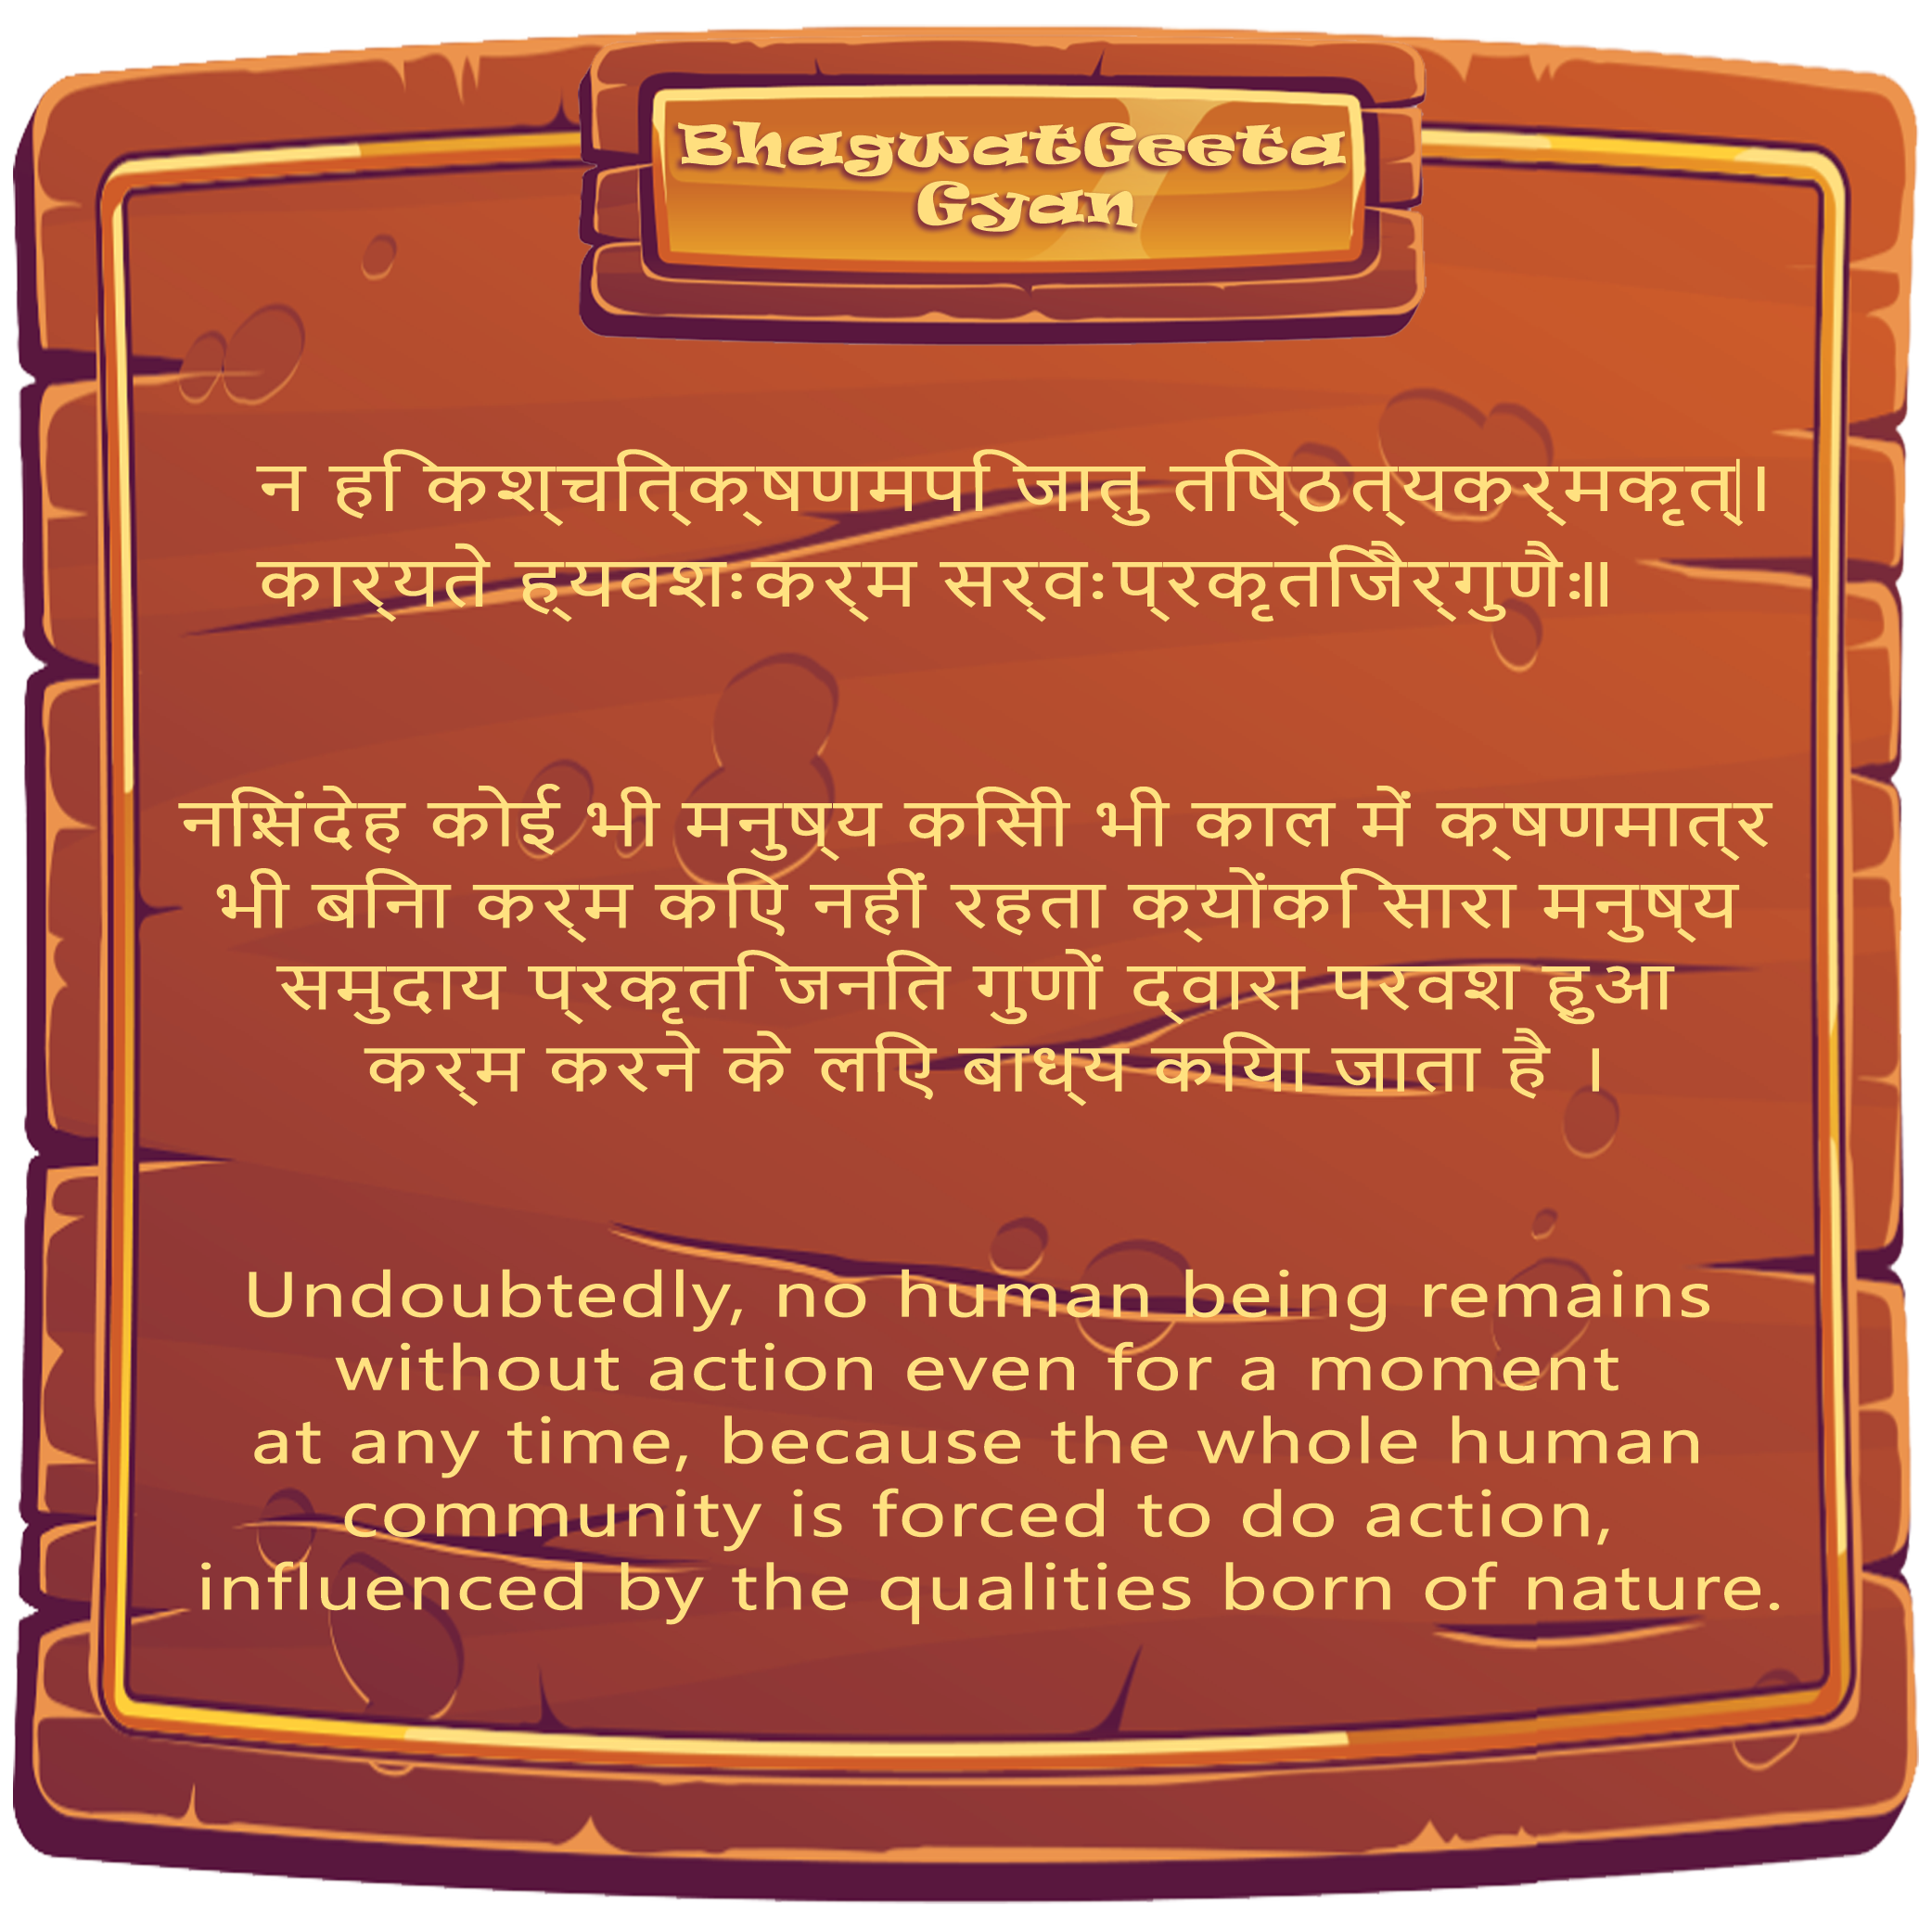 BhagwatGeeta
Gyan
न हि कश्चित्क्षणमपि जातु तिष्ठत्यकर्मकृत्।
कार्यते ह्यवशःकर्म सर्वःप्रकृतिजैर्गुणैः॥
निसंदेह कोई भी मनुष्य किसी भी काल में क्षणमात्र
भी बिना कर्म किए नहीं रहता क्योंकि सारा मनुष्य
समुदाय प्रकृति जनित गुणों द्वारा परवश हुआ
कर्म करने के लिए बाध्य किया जाता है ।
Undoubtedly, no human being remains
without action even for a moment
at any time, because the whole human
community is forced to do action,
influenced by the qualities born of nature.